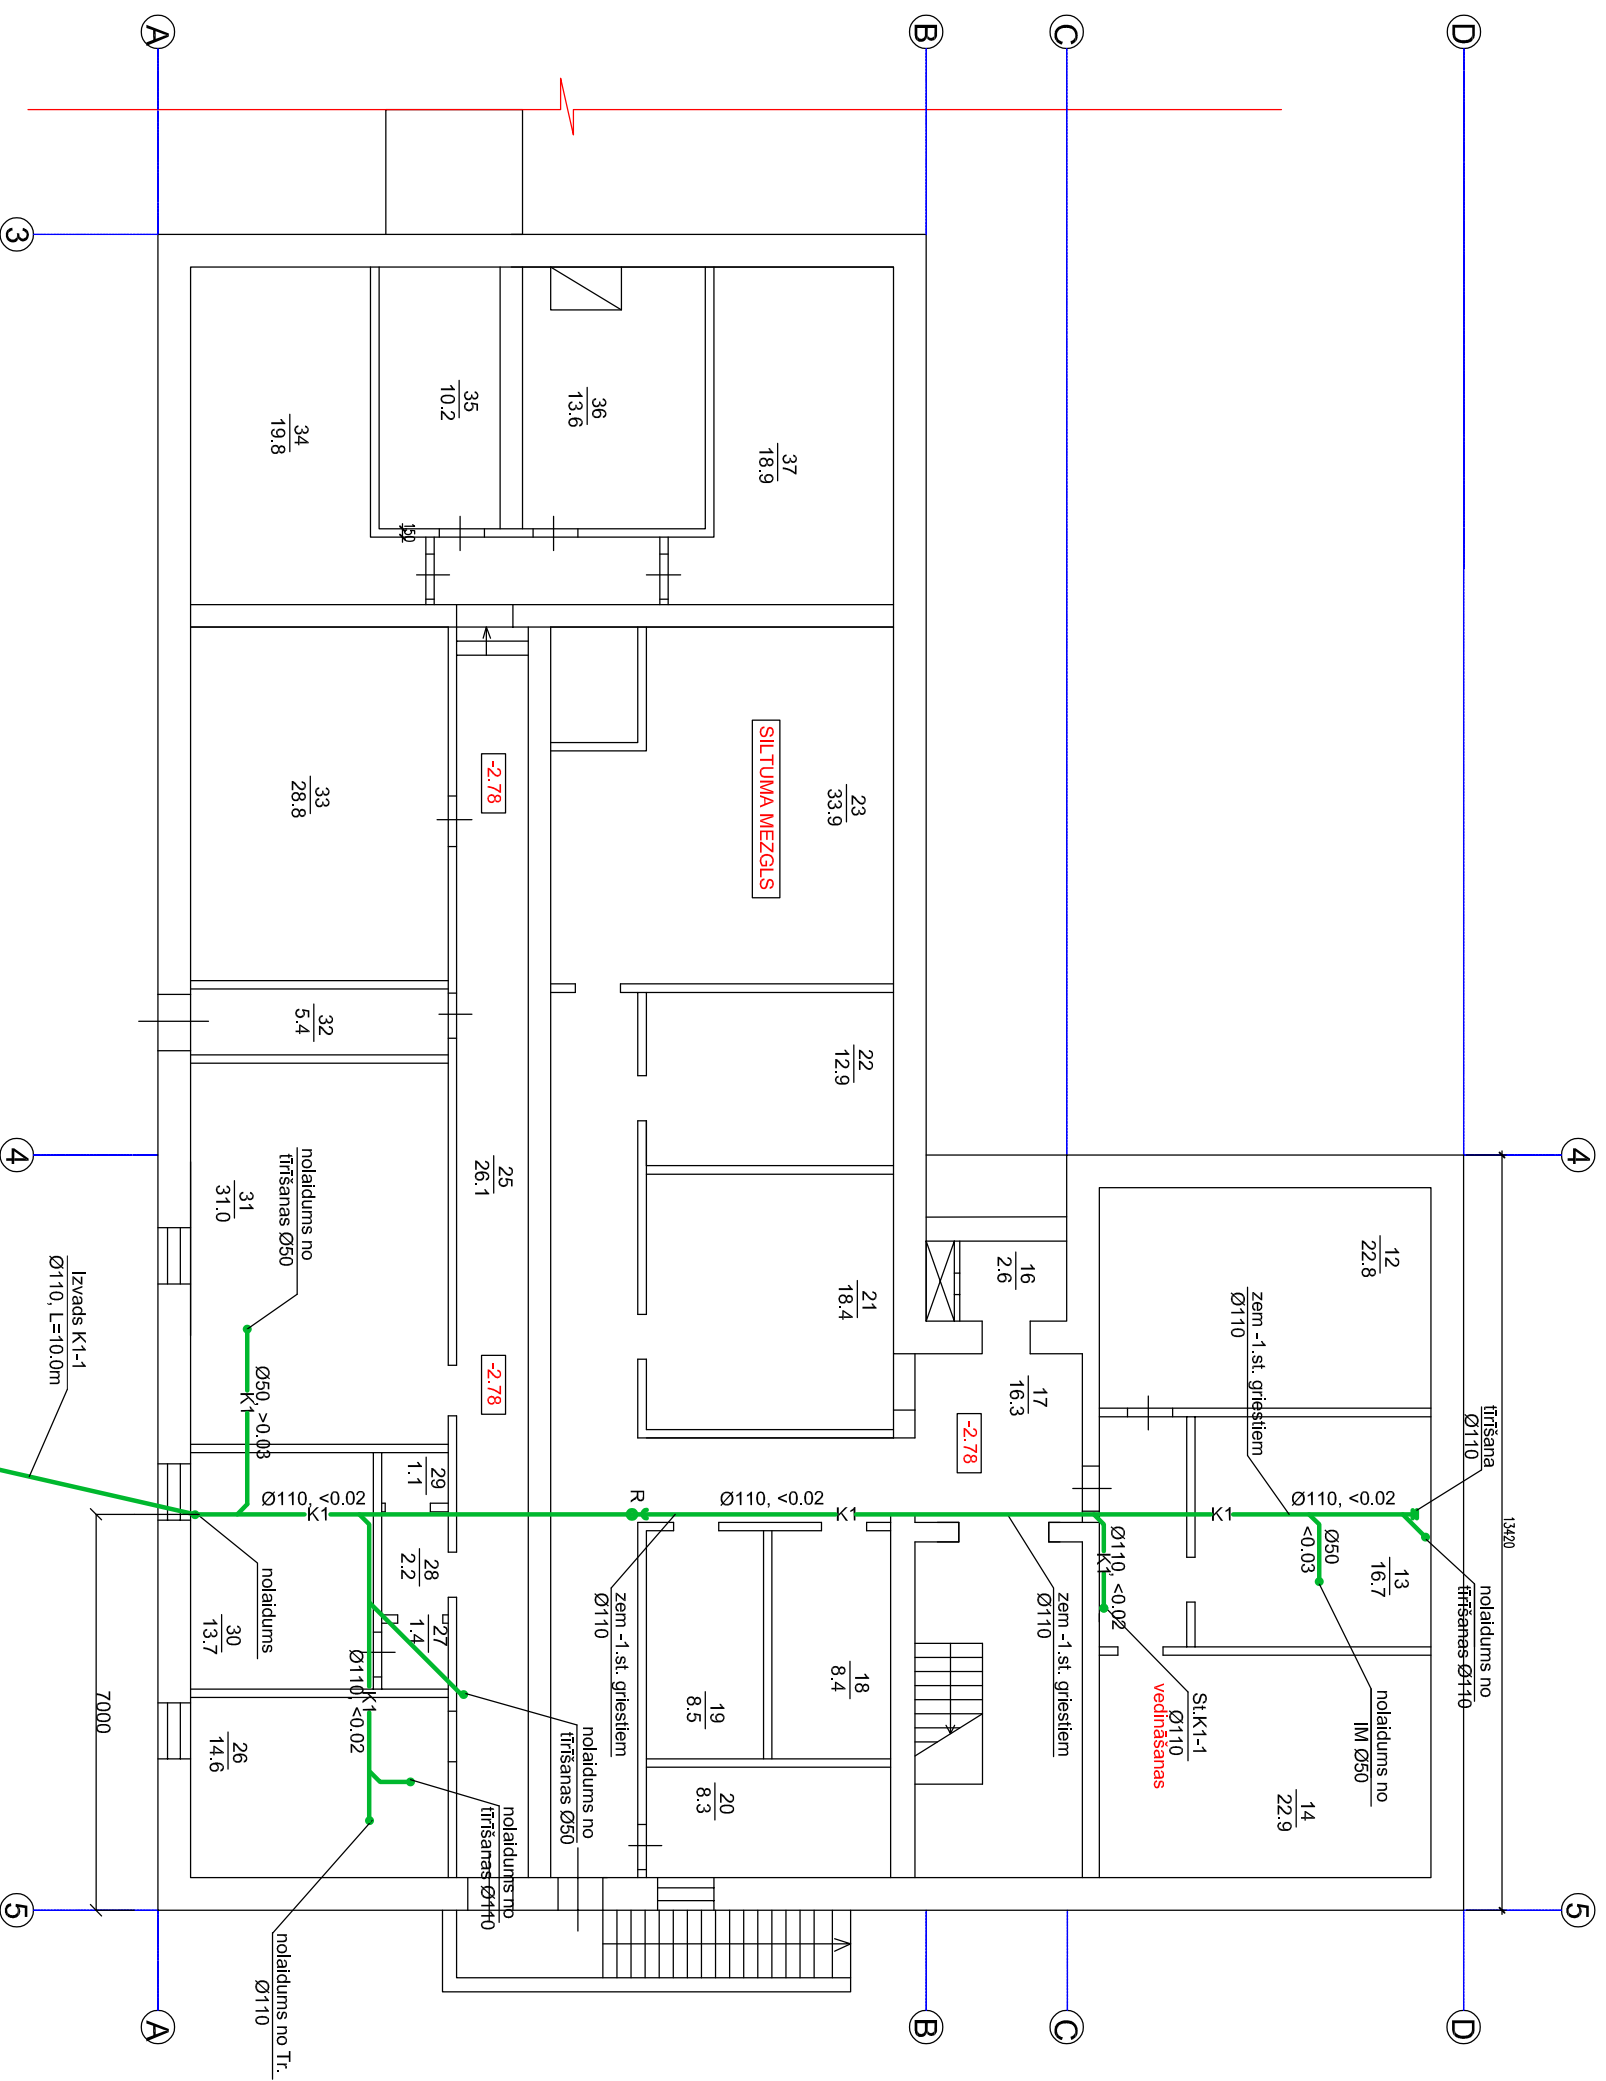 A
B
C
D
3
4
4
5
5
A
B
C
D
34
19.8
35
10.2
36
13.6
37
18.9
150
SILTUMA MEZGLS
23
33.9
-2.78
33
28.8
32
5.4
22
12.9
25
26.1
21
18.4
16
2.6
12
22.8
17
16.3
-2.78
-2.78
31
31.0
nolaidums no
tīrīšanas Ø50
Izvads K1-1
Ø110, L=10.0m
Ø50, >0.03
K1
Ø110, <0.02
K1
29
1.1
28
2.2
27
1.4
30
13.7
nolaidums
26
14.6
Ø110, <0.02
K1
R
Ø110, <0.02
K1
zem -1.st. griestiem
Ø110
zem -1.st. griestiem
Ø110
zem -1.st. griestiem
Ø110
K1
Ø110, <0.02
tīrīšana
Ø110
Ø50
<0.03
13
16.7
nolaidums no
tīrīšanas Ø110
nolaidums no
IM Ø50
Ø110, <0.02
K1
St.K1-1
Ø110
vedināšanas
14
22.9
18
8.4
19
8.5
20
8.3
nolaidums no
tīrīšanas Ø50
nolaidums no
tīrīšanas Ø110
nolaidums no Tr.
Ø110
13420
7000